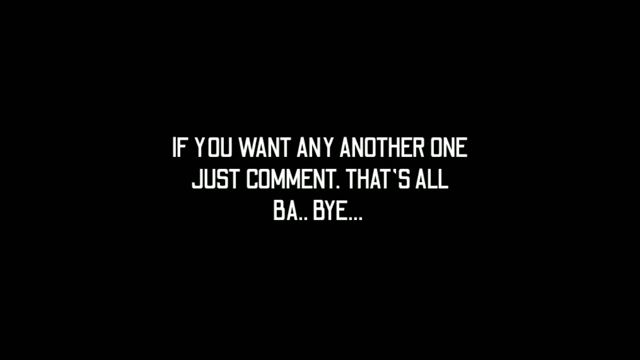 IF YOU WANT ANY ANOTHER ONE
JUST COMMENT. THAT'S ALL
BA.. BYE...